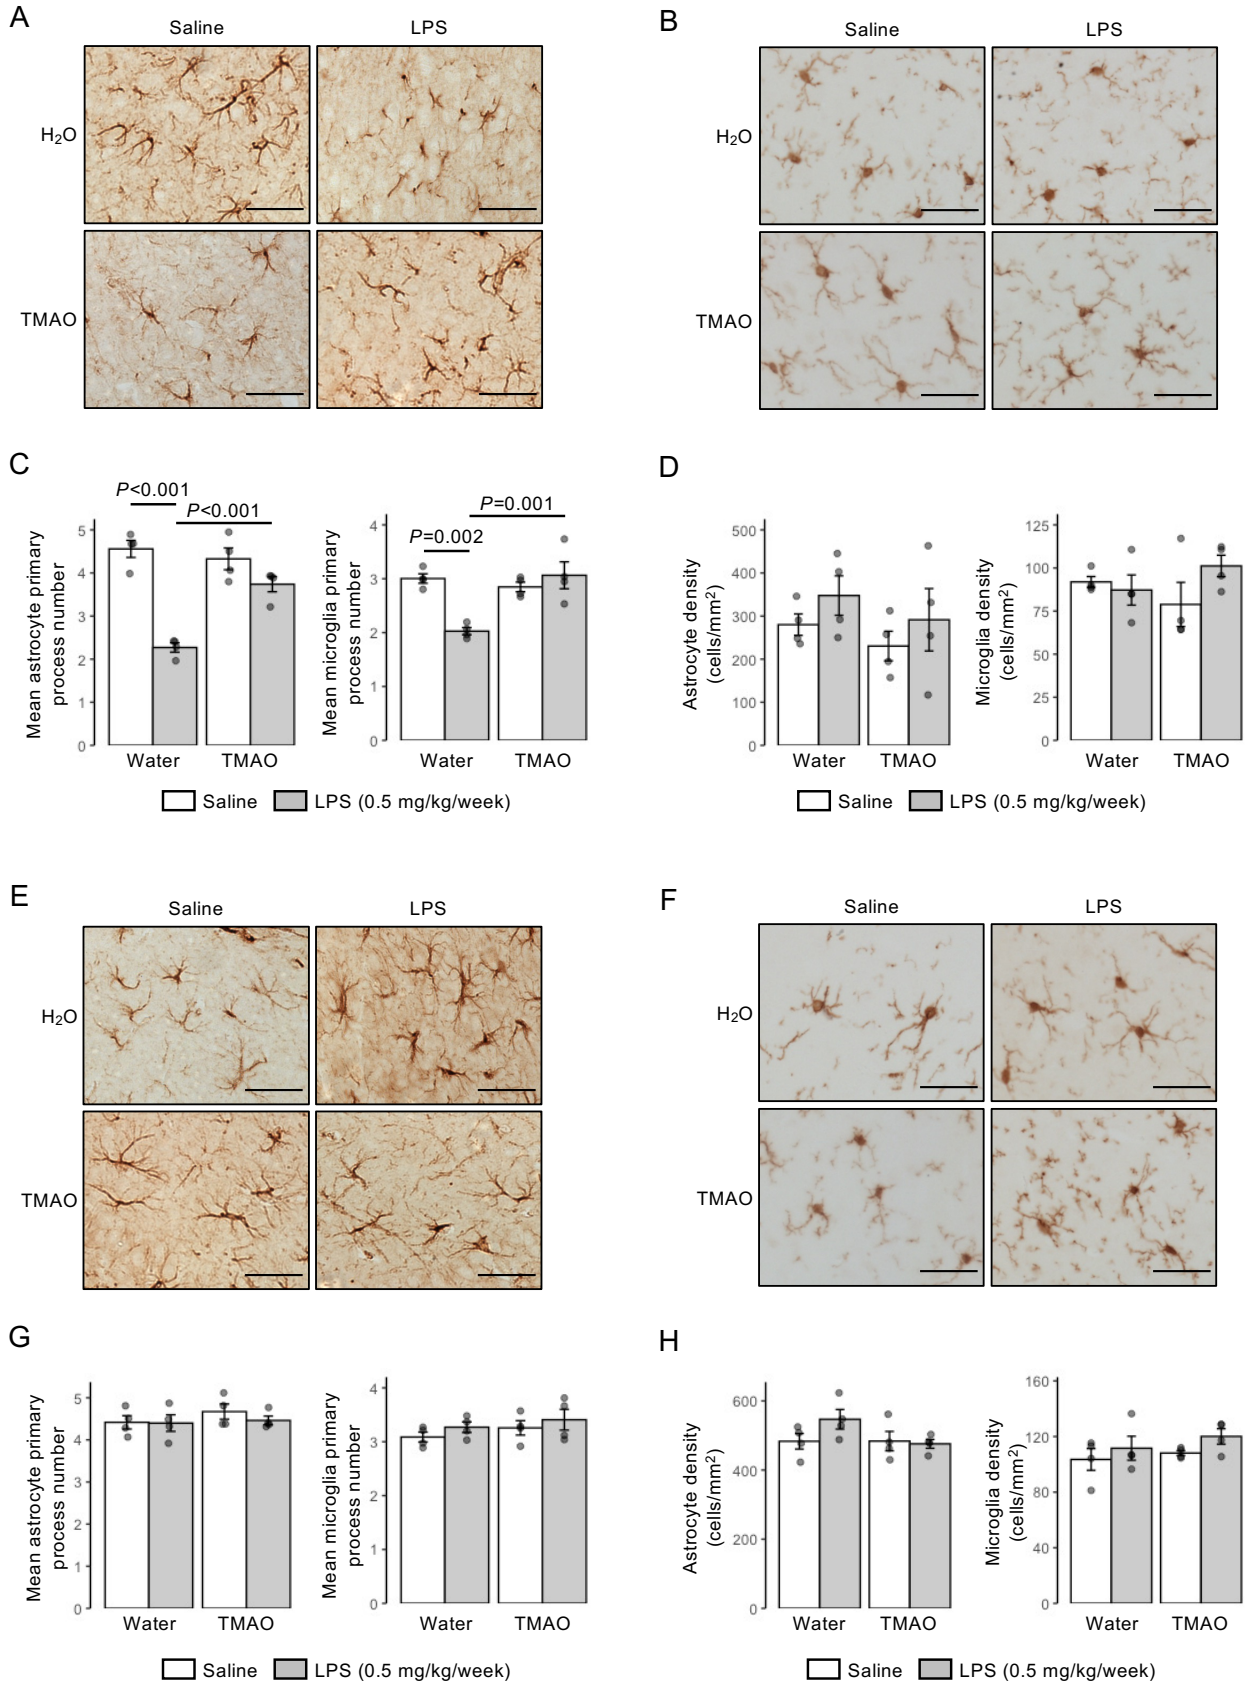 A
Saline
LPS
H₂O
TMAO
B
Saline
LPS
H₂O
TMAO
C
Mean astrocyte primary
process number
5
4
3
2
1
0
P<0.001
P<0.001
Water
TMAO
Mean microglia primary
process number
4
3
2
1
0
P=0.001
P=0.002
Water
TMAO
Saline
LPS (0.5 mg/kg/week)
D
Astrocyte density
(cells/mm²)
500
400
300
200
100
0
Water
TMAO
Microglia density
(cells/mm²)
125
100
75
50
25
0
Water
TMAO
Saline
LPS (0.5 mg/kg/week)
E
Saline
LPS
H₂O
TMAO
F
Saline
LPS
H₂O
TMAO
G
Mean astrocyte primary
process number
5
4
3
2
1
0
Water
TMAO
Mean microglia primary
process number
4
3
2
1
0
Water
TMAO
Saline
LPS (0.5 mg/kg/week)
H
Astrocyte density
(cells/mm²)
600
400
200
0
Water
TMAO
Microglia density
(cells/mm²)
160
120
80
40
0
Water
TMAO
Saline
LPS (0.5 mg/kg/week)